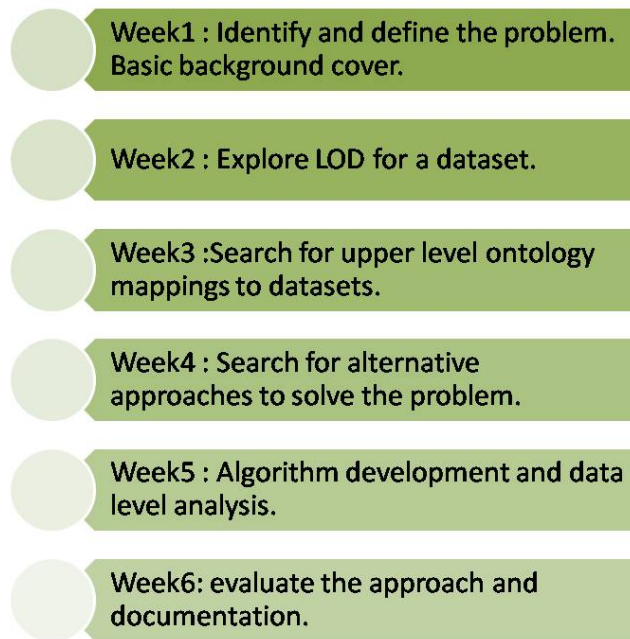 Week1 : Identify and define the problem.
Basic background cover.
Week2 : Explore LOD for a dataset.
Week3 :Search for upper level ontology
mappings to datasets.
Week4 : Search for alternative
approaches to solve the problem.
Week5 : Algorithm development and data
level analysis.
Week6: evaluate the approach and
documentation.